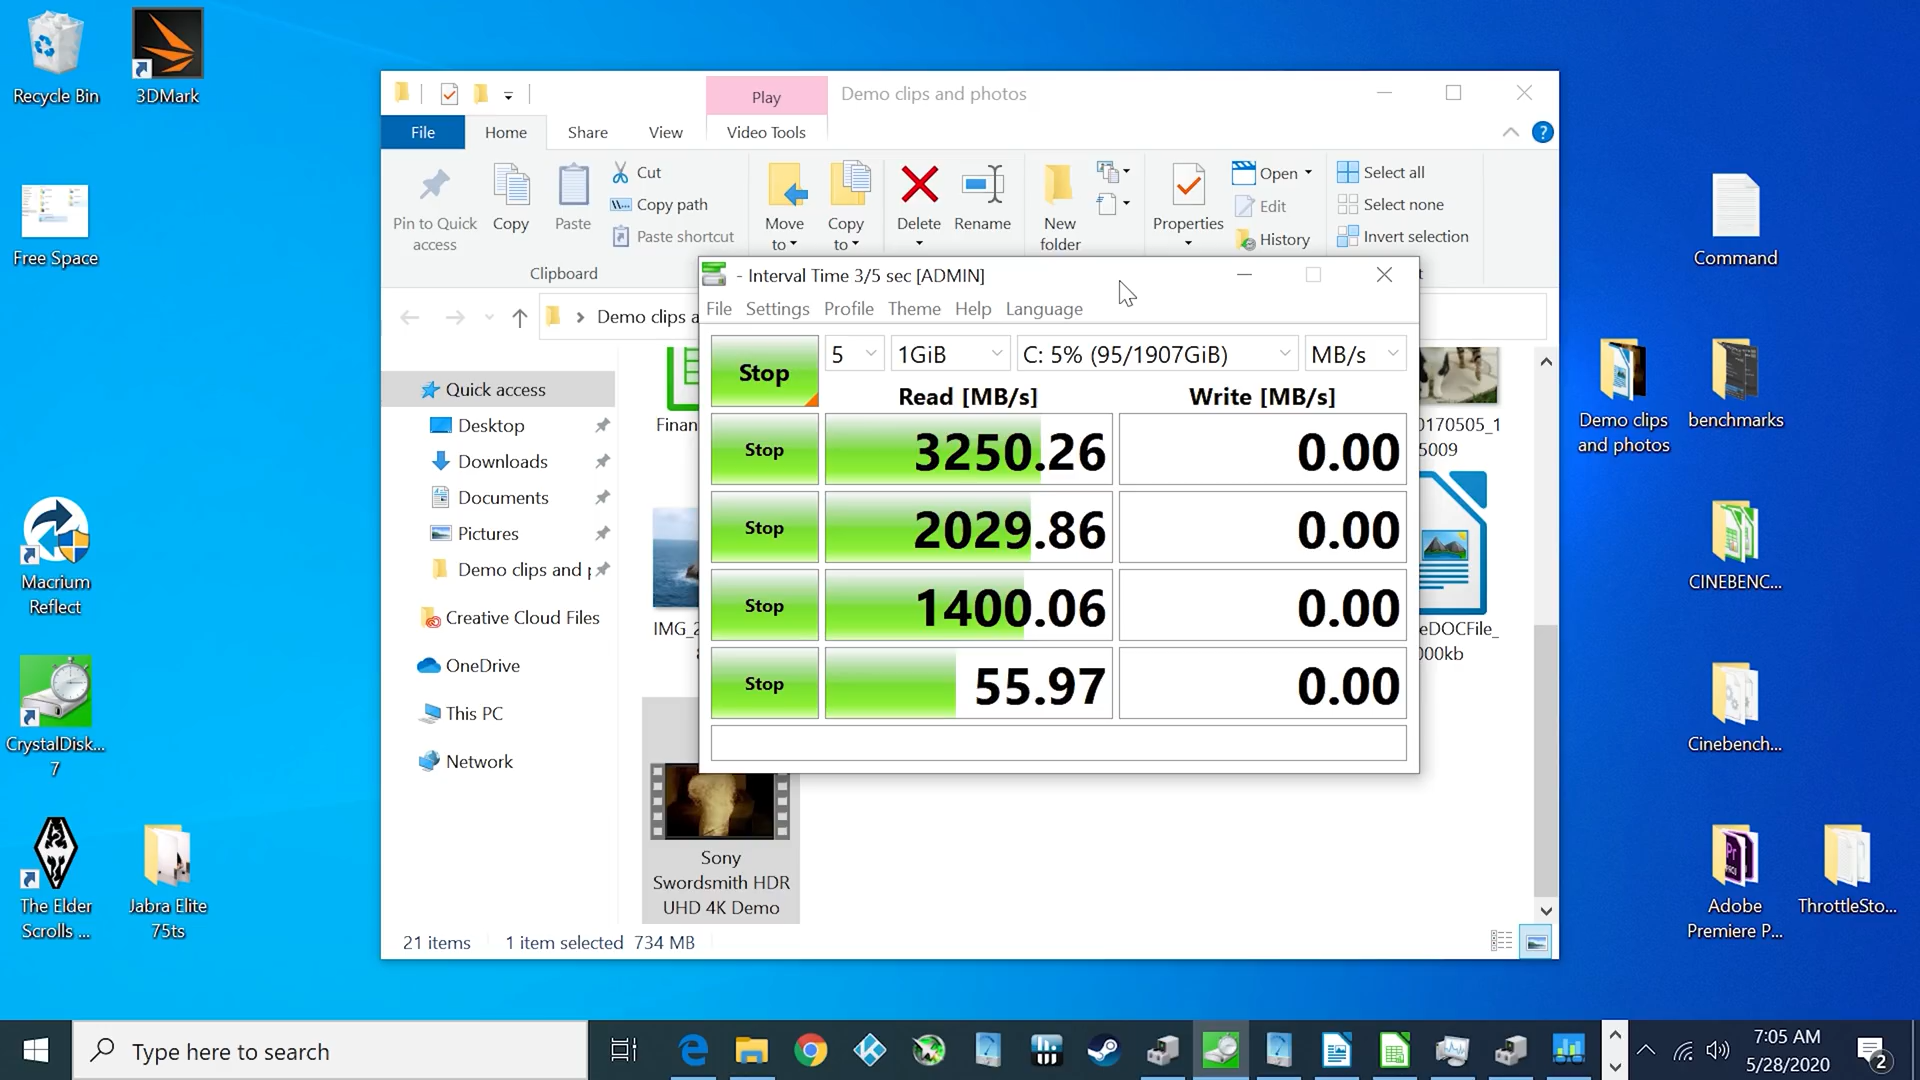 Recycle Bin
3DMark
Free Space
Macrium
Reflect
CrystalDisk...
7
The Elder
Scrolls ...
Jabra Elite
75ts
Play
Demo clips and photos
File
Home
Share
View
Video Tools
Pin to Quick
access
Copy
Paste
Cut
Copy path
Paste shortcut
Clipboard
Move
to
Copy
to
Delete
Rename
New
folder
Properties
Open
Edit
History
Select all
Select none
Invert selection
t
Demo clips a
Quick access
Desktop
Downloads
Documents
Pictures
Demo clips and p
Creative Cloud Files
OneDrive
This PC
Network
Finan
IMG_2
0170505_1
5009
eDOCFile_
000kb
Sony
Swordsmith HDR
UHD 4K Demo
21 items
1 item selected 734 MB
- Interval Time 3/5 sec [ADMIN]
File Settings Profile Theme Help Language
Stop
5
1GiB
C: 5% (95/1907GiB)
MB/s
Read [MB/s]
Write [MB/s]
Stop
3250.26
0.00
Stop
2029.86
0.00
Stop
1400.06
0.00
Stop
55.97
0.00
Command
Demo clips
and photos
benchmarks
CINEBENC...
Cinebench...
Adobe
Premiere P...
ThrottleSto...
Type here to search
7:05 AM
5/28/2020
2